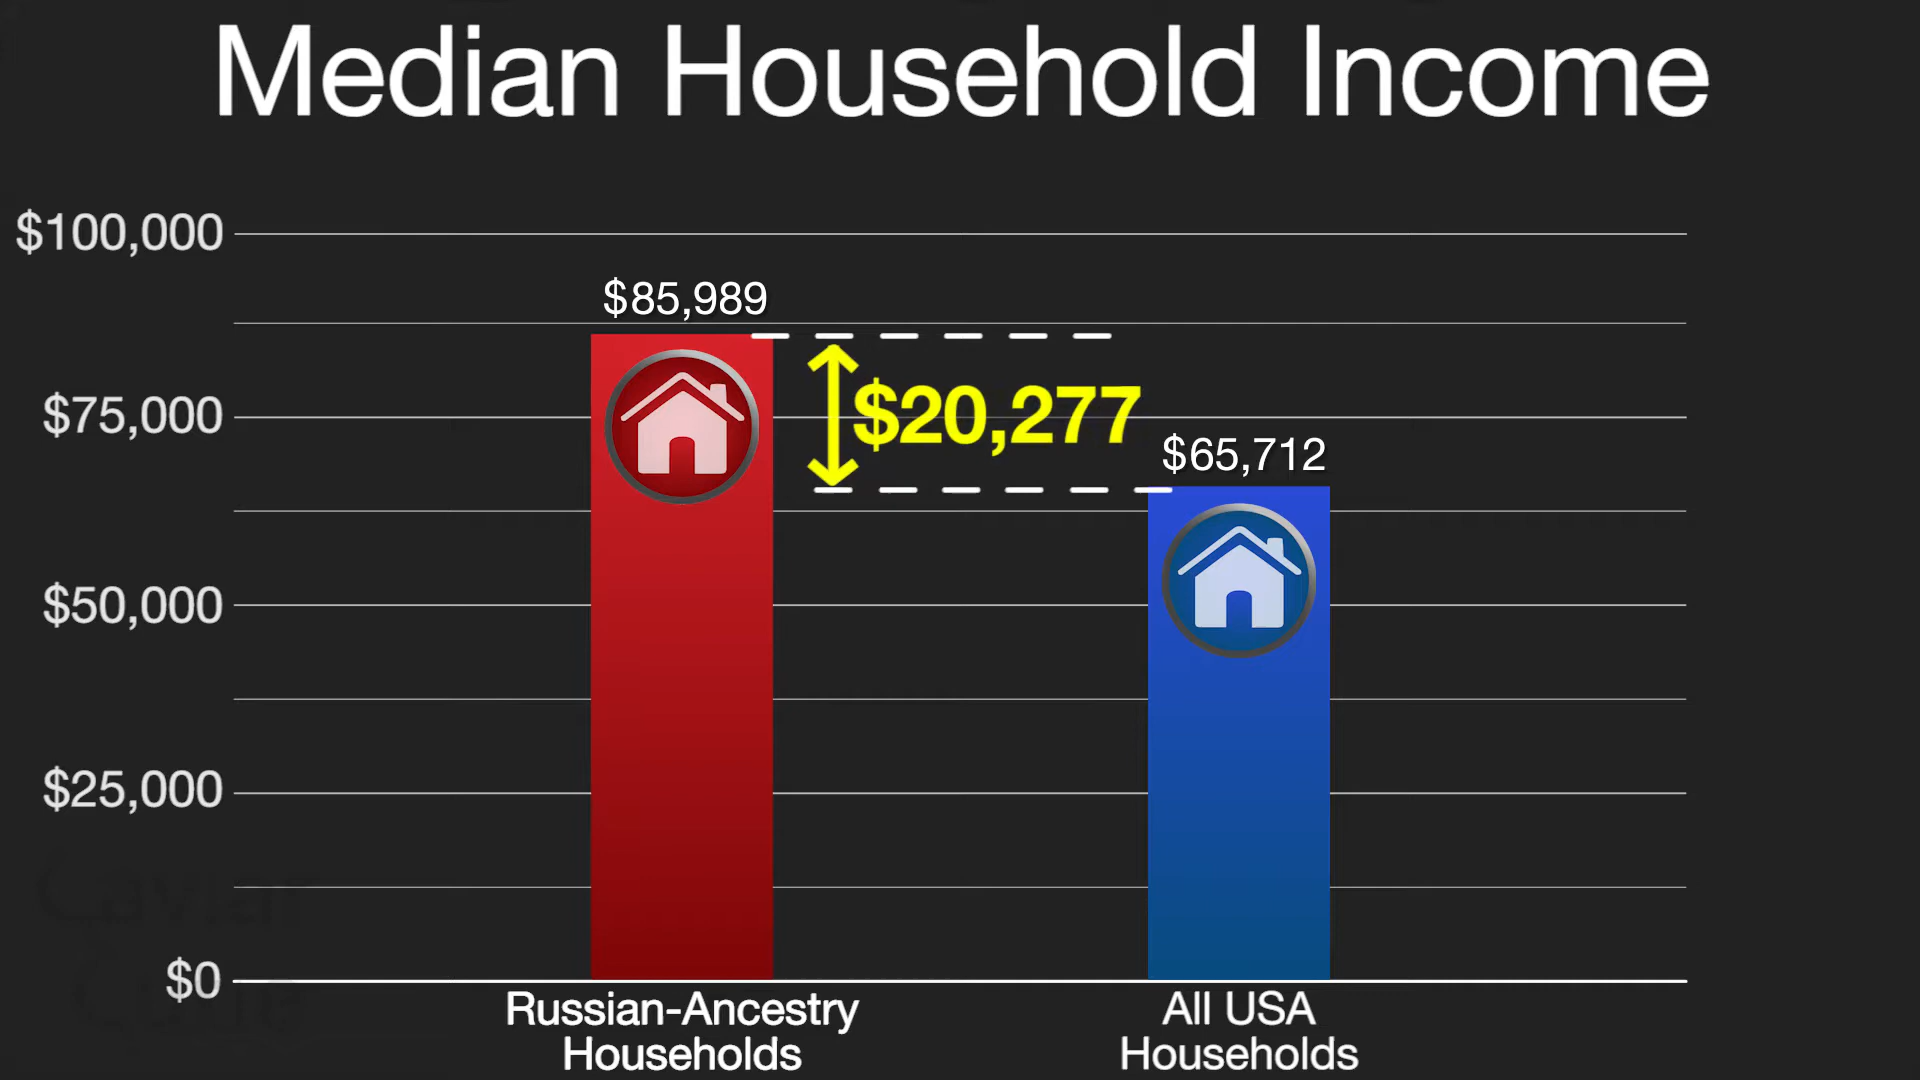 Median Household Income
$100,000
$85,989
$75,000
$20,277
$65,712
$50,000
$25,000
$0
Russian-Ancestry
Households
All USA
Households
Caviar